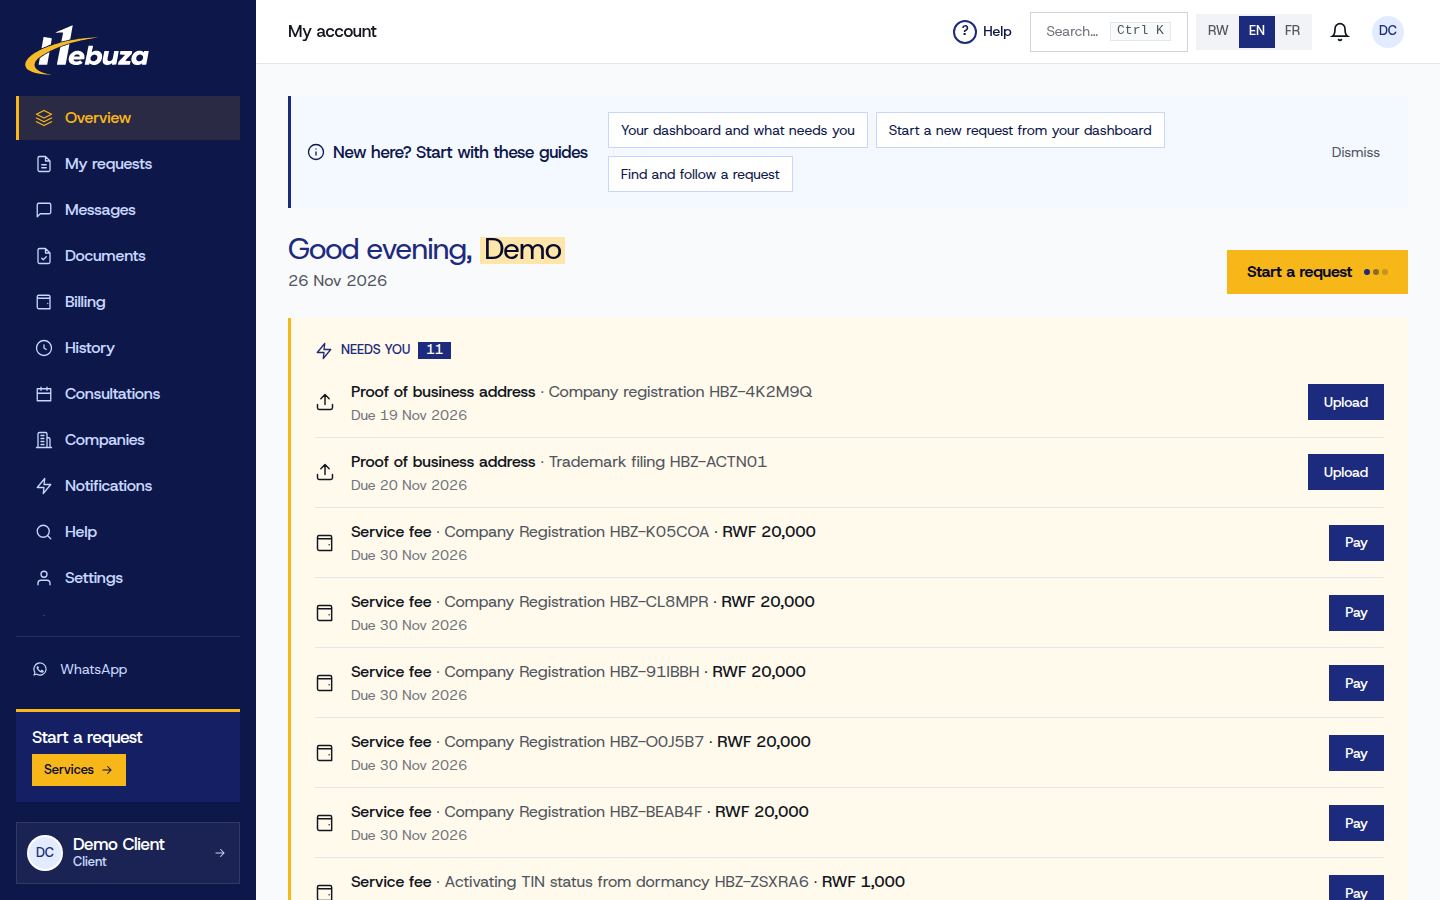 Hebuza
Overview
My requests
Messages
Documents
Billing
History
Consultations
Companies
Notifications
Help
Settings
WhatsApp
Start a request
Services →
DC
Demo Client
Client
→
My account
? Help
Search... Ctrl K
RW EN FR
DC
New here? Start with these guides
Your dashboard and what needs you
Start a new request from your dashboard
Find and follow a request
Dismiss
Good evening, Demo
26 Nov 2026
Start a request
NEEDS YOU 11
Proof of business address · Company registration HBZ-4K2M9Q
Due 19 Nov 2026
Upload
Proof of business address · Trademark filing HBZ-ACTN01
Due 20 Nov 2026
Upload
Service fee · Company Registration HBZ-K05COA · RWF 20,000
Due 30 Nov 2026
Pay
Service fee · Company Registration HBZ-CL8MPR · RWF 20,000
Due 30 Nov 2026
Pay
Service fee · Company Registration HBZ-91IBBH · RWF 20,000
Due 30 Nov 2026
Pay
Service fee · Company Registration HBZ-O0J5B7 · RWF 20,000
Due 30 Nov 2026
Pay
Service fee · Company Registration HBZ-BEAB4F · RWF 20,000
Due 30 Nov 2026
Pay
Service fee · Activating TIN status from dormancy HBZ-ZSXRA6 · RWF 1,000
Pay